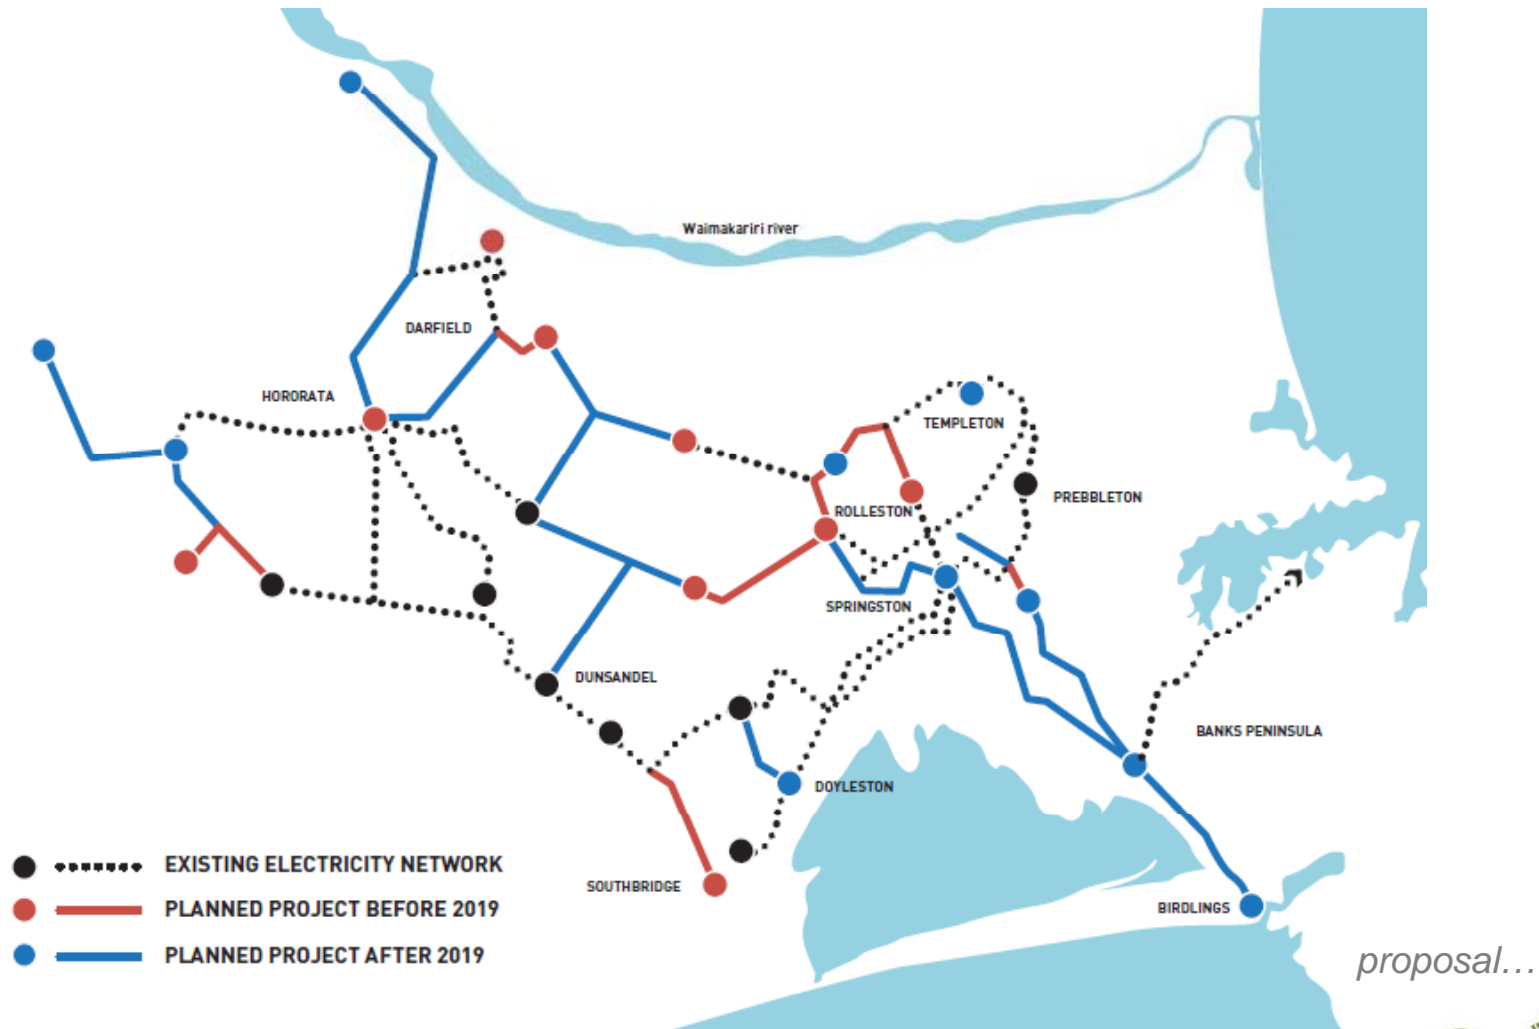 Waimakariri river
DARFIELD
HORORATA
TEMPLETON
PREBBLETON
ROLLESTON
SPRINGSTON
DUNSANDEL
BANKS PENINSULA
DOYLESTON
EXISTING ELECTRICITY NETWORK
SOUTHBRIDGE
PLANNED PROJECT BEFORE 2019
BIRDLINGS
PLANNED PROJECT AFTER 2019
proposal…